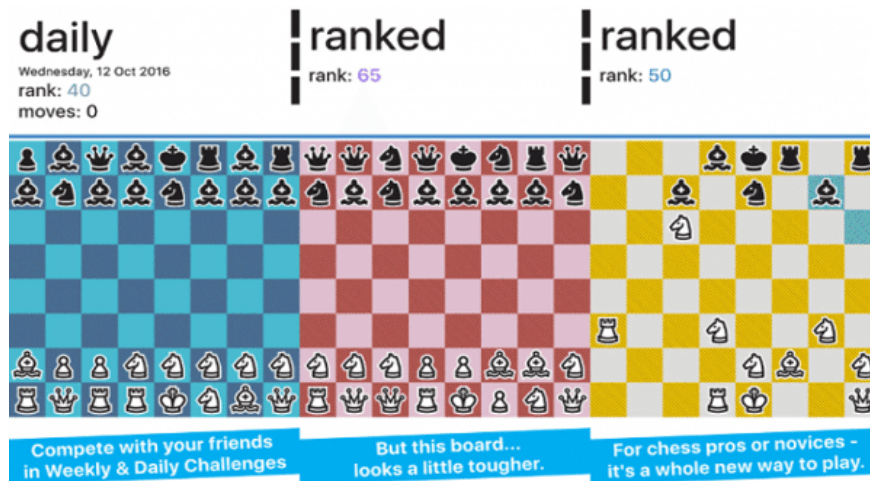 daily
Wednesday, 12 Oct 2016
rank: 40
moves: 0
Compete with your friends
in Weekly & Daily Challenges
ranked
rank: 65
But this board...
looks a little tougher.
ranked
rank: 50
For chess pros or novices -
it's a whole new way to play.